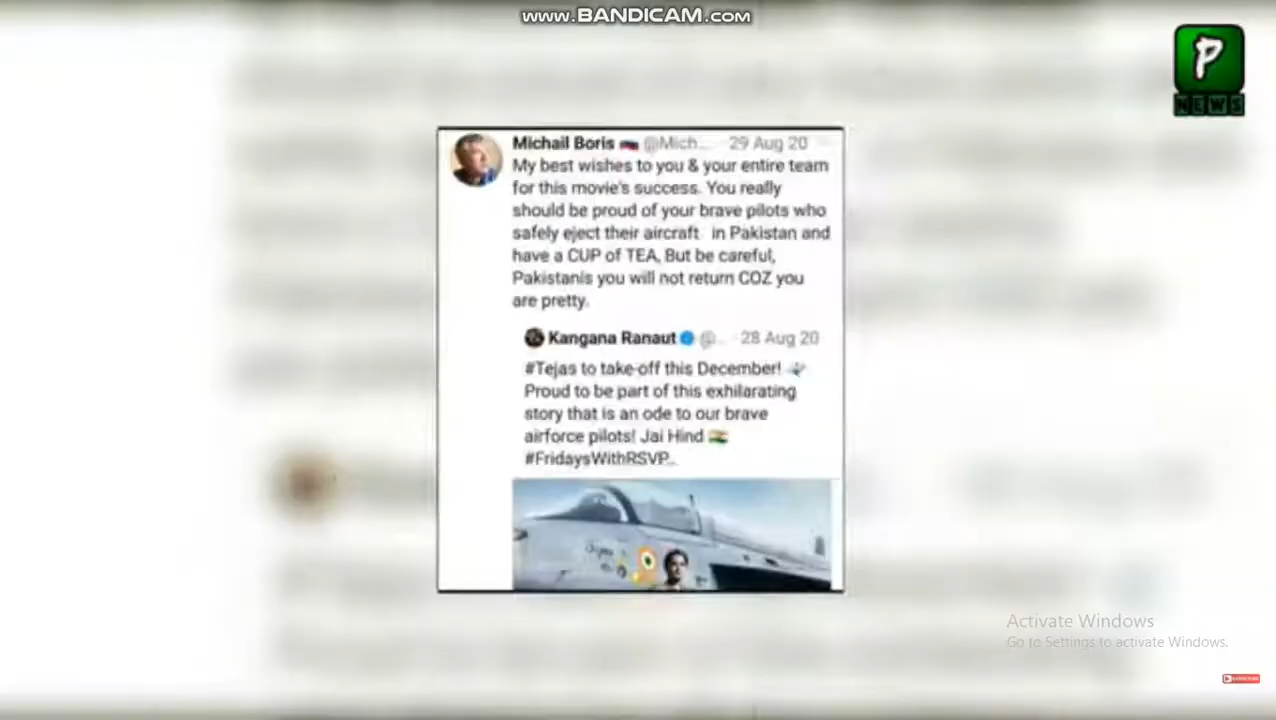 www.BANDICAM.com
P
NEWS
Michail Boris @Mich... 29 Aug 20
My best wishes to you & your entire team
for this movie's success. You really
should be proud of your brave pilots who
safely eject their aircraft in Pakistan and
have a CUP of TEA, But be careful,
Pakistanis you will not return COZ you
are pretty.
Kangana Ranaut @... 28 Aug 20
#Tejas to take-off this December!
Proud to be part of this exhilarating
story that is an ode to our brave
airforce pilots! Jai Hind
#FridaysWithRSVP...
Activate Windows
Go to Settings to activate Windows.
SUBSCRIBE